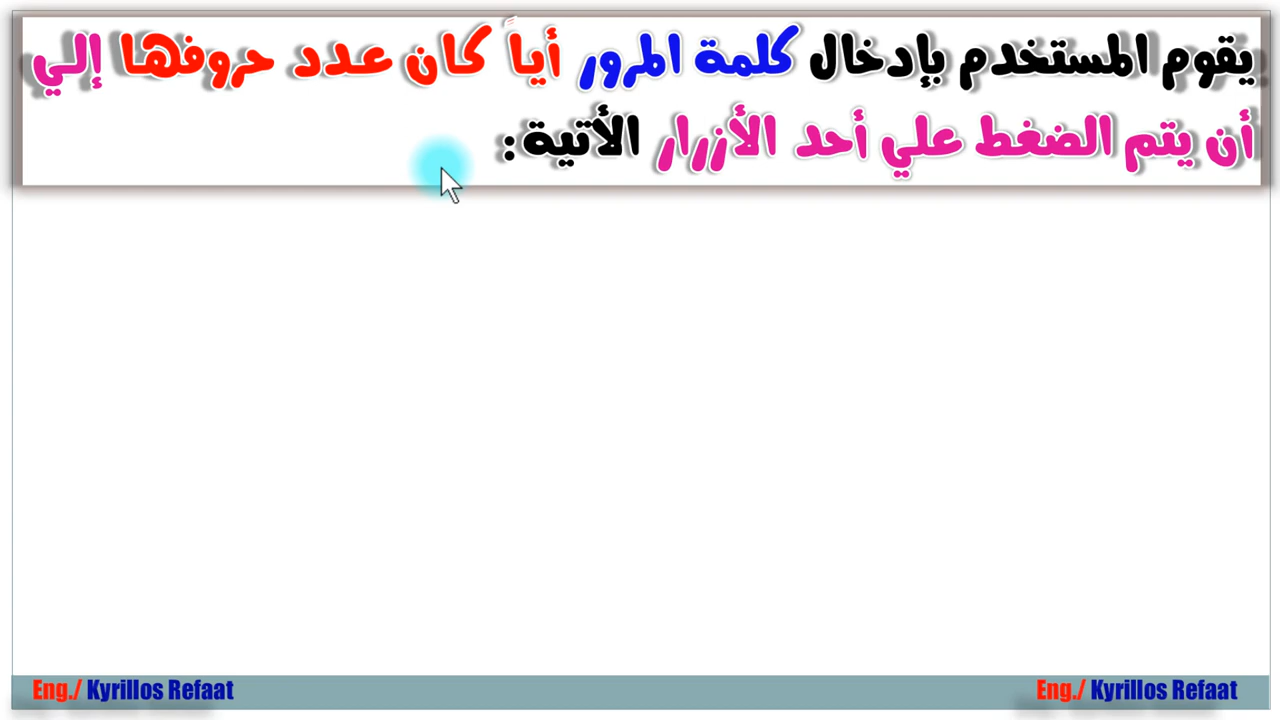 يقوم المستخدم بإدخال كلمة المرور أياً كان عدد حروفها إلي
أن يتم الضغط علي أحد الأزرار الأتية:
Eng./ Kyrillos Refaat
Eng./ Kyrillos Refaat